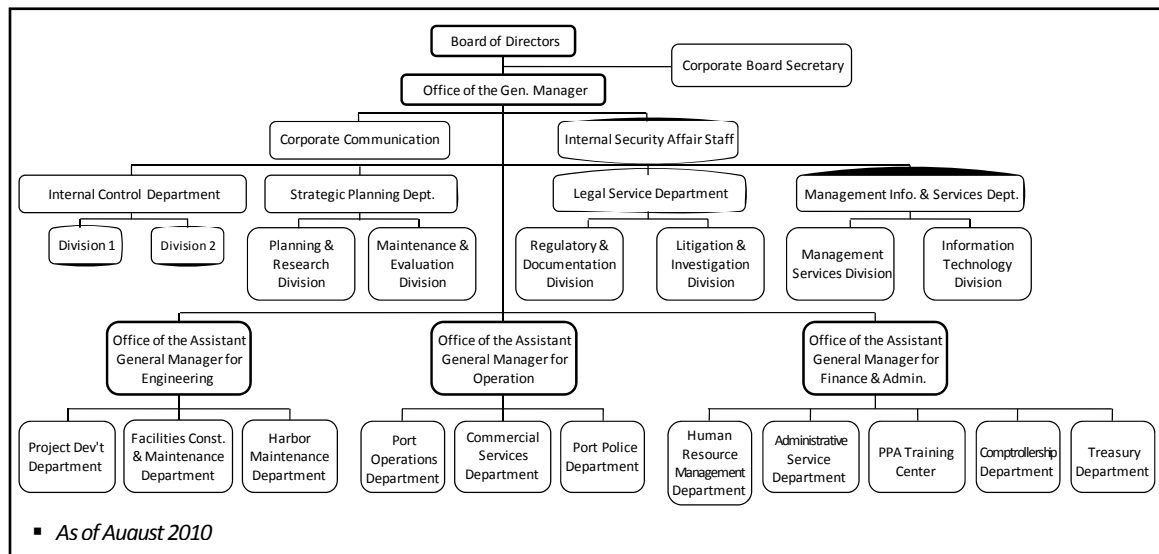 Board of Directors
Corporate Board Secretary
Office of the Gen. Manager
Corporate Communication
Internal Security Affair Staff
Internal Control Department
Strategic Planning Dept.
Legal Service Department
Management Info. & Services Dept.
Division 1
Division 2
Planning &
Research
Division
Maintenance &
Evaluation
Division
Regulatory &
Documentation
Division
Litigation &
Investigation
Division
Management
Services Division
Information
Technology
Division
Office of the Assistant
General Manager for
Engineering
Office of the Assistant
General Manager for
Operation
Office of the Assistant
General Manager for
Finance & Admin.
Project Dev't
Department
Facilities Const.
& Maintenance
Department
Harbor
Maintenance
Department
Port
Operations
Department
Commercial
Services
Department
Port Police
Department
Human
Resource
Management
Department
Administrative
Service
Department
PPA Training
Center
Comptrollership
Department
Treasury
Department
▪ As of August 2010